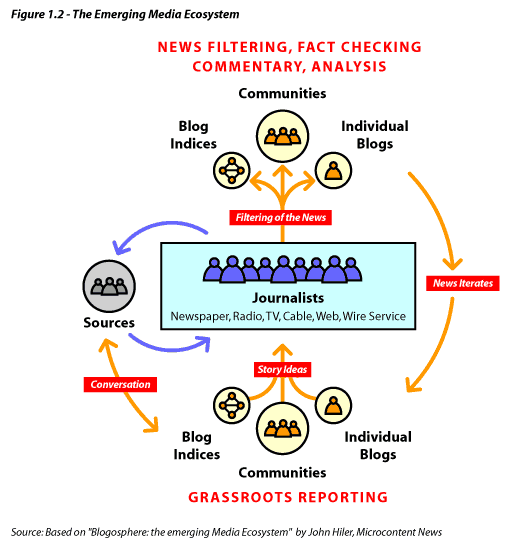 Figure 1.2 - The Emerging Media Ecosystem
NEWS FILTERING, FACT CHECKING
COMMENTARY, ANALYSIS
Communities
Blog
Indices
Individual
Blogs
Filtering of the News
Journalists
Newspaper, Radio, TV, Cable, Web, Wire Service
Sources
News Iterates
Conversation
Story Ideas
Blog
Indices
Individual
Blogs
Communities
GRASSROOTS REPORTING
Source: Based on "Blogosphere: the emerging Media Ecosystem" by John Hiler, Microcontent News